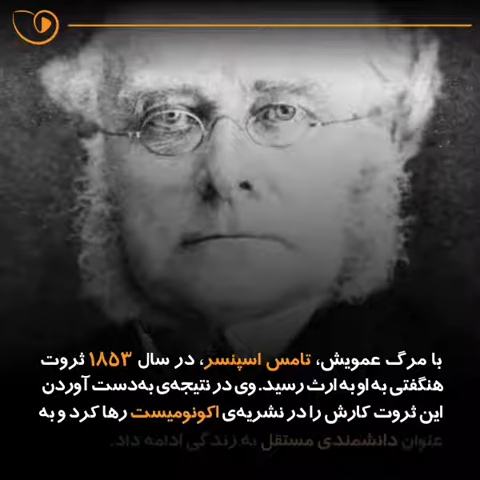 با مرگ عمویش، تامس اسپنسر، در سال ۱۸۵۳ ثروت
هنگفتی به او به ارث رسید. وی در نتیجه‌ی به‌دست آوردن
این ثروت کارش را در نشریه‌ی اکونومیست رها کرد و به
عنوان دانشمندی مستقل به زندگی ادامه داد.